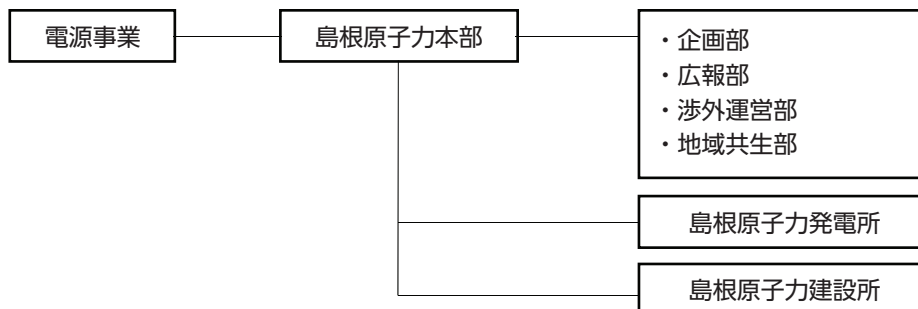 電源事業
島根原子力本部
・企画部
・広報部
・渉外運営部
・地域共生部
島根原子力発電所
島根原子力建設所